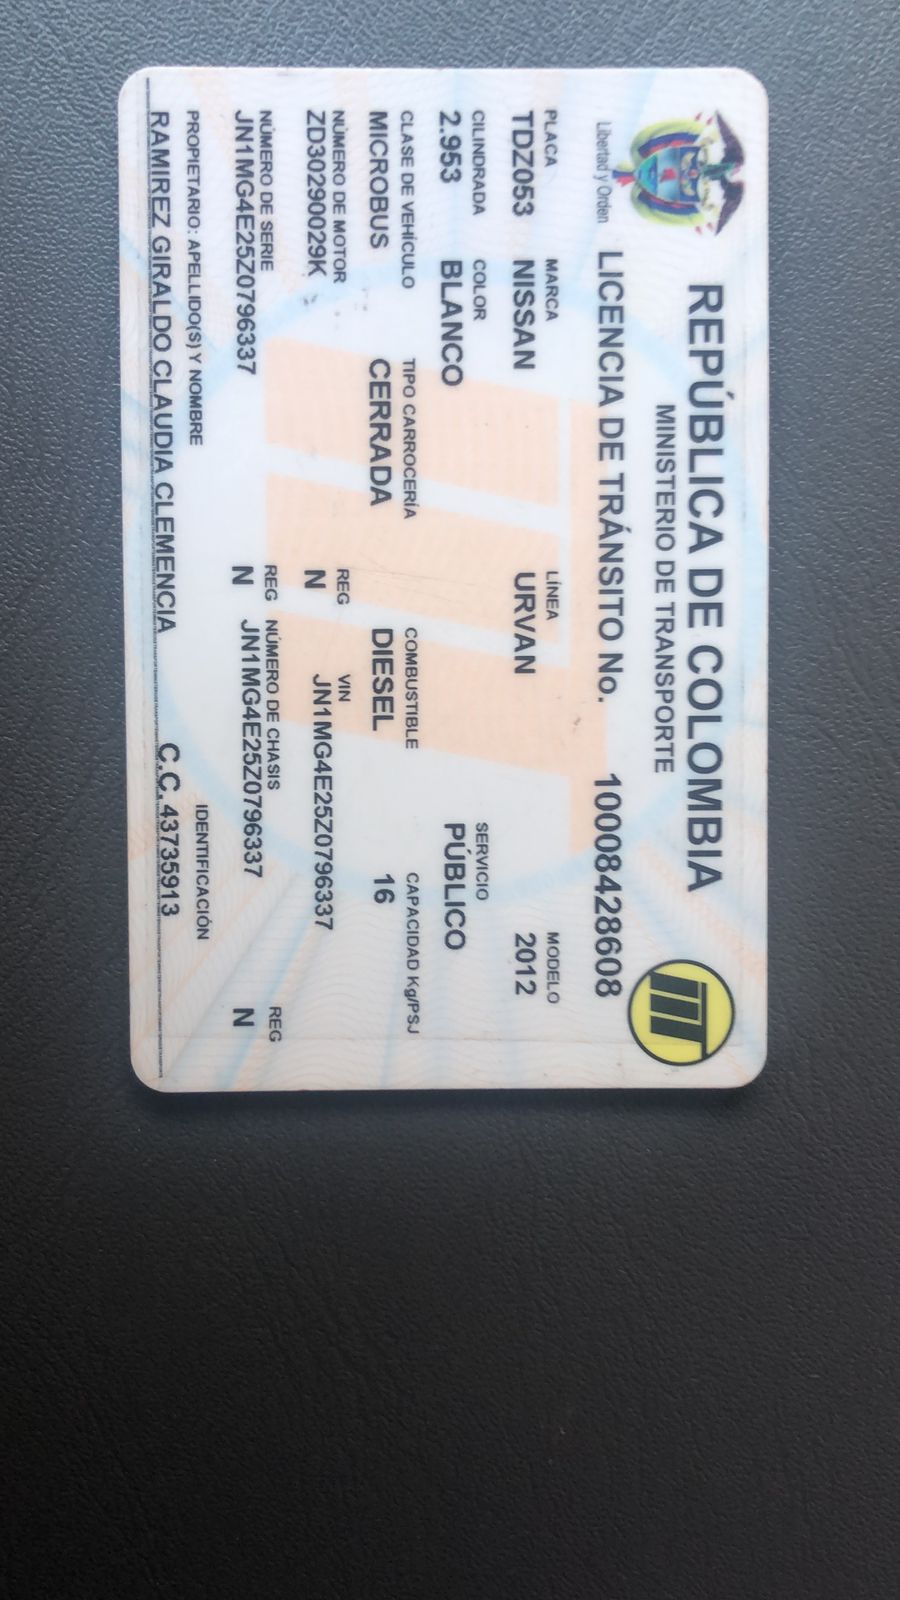 REPÚBLICA DE COLOMBIA
MINISTERIO DE TRANSPORTE
Libertad y Orden
LICENCIA DE TRÁNSITO No. 10008428608
PLACA MARCA LÍNEA MODELO
TDZ053 NISSAN URVAN 2012
CILINDRADA COLOR SERVICIO
2.953 BLANCO PÚBLICO
CLASE DE VEHÍCULO TIPO CARROCERÍA COMBUSTIBLE CAPACIDAD Kg/PSJ
MICROBUS CERRADA DIESEL 16
NÚMERO DE MOTOR REG VIN
ZD30290029K N JN1MG4E25Z0796337
NÚMERO DE SERIE REG NÚMERO DE CHASIS REG
JN1MG4E25Z0796337 N JN1MG4E25Z0796337 N
PROPIETARIO: APELLIDO(S) Y NOMBRE IDENTIFICACIÓN
RAMIREZ GIRALDO CLAUDIA CLEMENCIA C.C. 43735913